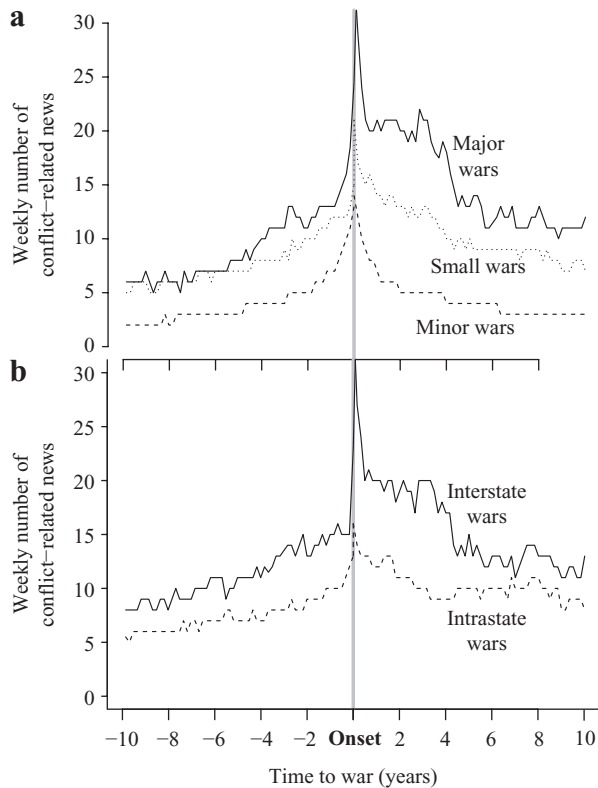 a
30
25
20
15
10
5
0
Weekly number of
conflict−related news
Major
wars
Small wars
Minor wars
b
30
25
20
15
10
5
0
Weekly number of
conflict−related news
Interstate
wars
Intrastate
wars
−10 −8 −6 −4 −2 Onset 2 4 6 8 10
Time to war (years)